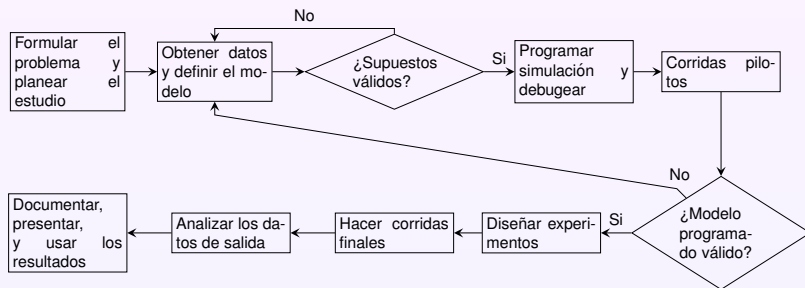 No
Formular el
problema y
planear el
estudio
Obtener datos
y definir el mo-
delo
¿Supuestos
válidos?
Si
Programar
simulación y
debugear
Corridas pilo-
tos
No
Documentar,
presentar,
y usar los
resultados
Analizar los da-
tos de salida
Hacer corridas
finales
Diseñar experi-
mentos
Si
¿Modelo
programa-
do válido?